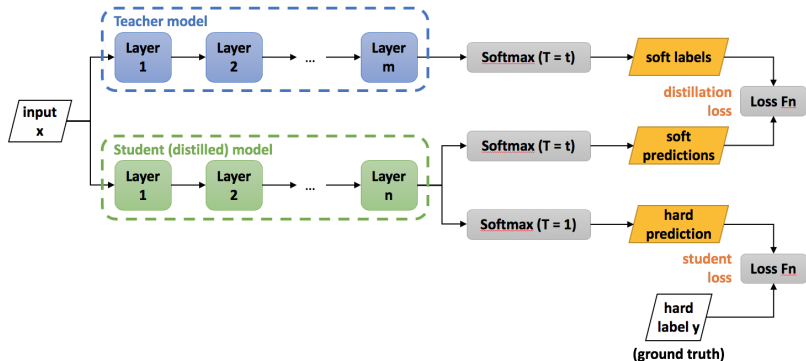 Teacher model
Layer
1
Layer
2
...
Layer
m
Softmax (T = t)
soft labels
input
x
distillation
loss
Loss Fn
Student (distilled) model
Layer
1
Layer
2
...
Layer
n
Softmax (T = t)
soft
predictions
Softmax (T = 1)
hard
prediction
student
loss
Loss Fn
hard
label y
(ground truth)